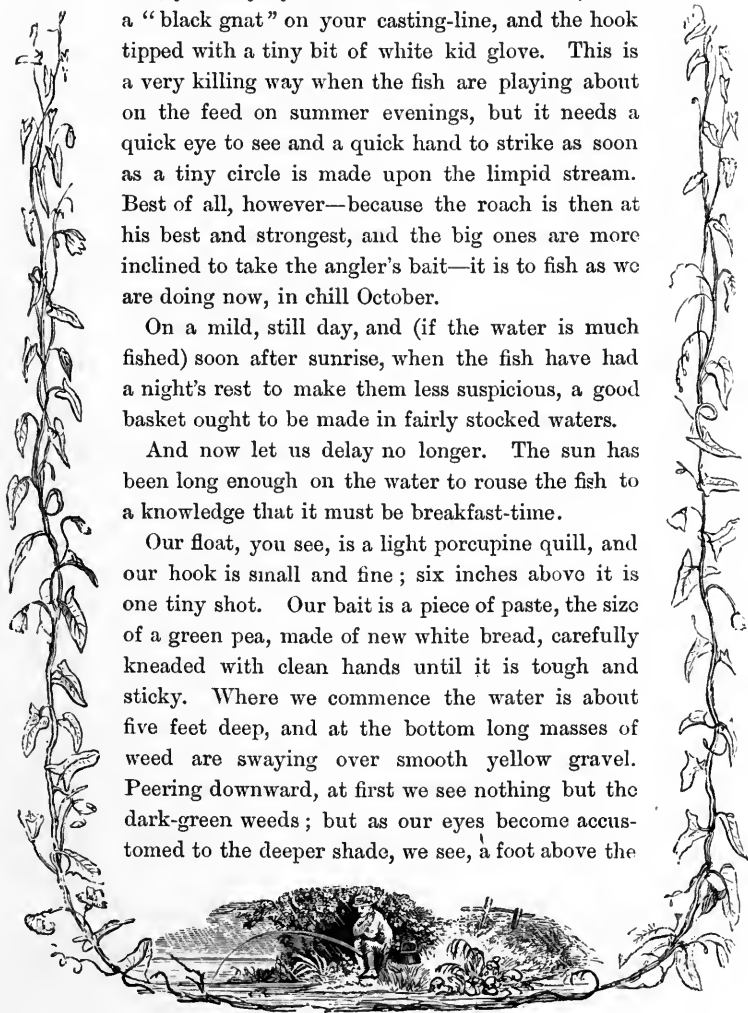 a “black gnat” on your casting-line, and the hook
tipped with a tiny bit of white kid glove. This is
a very killing way when the fish are playing about
on the feed on summer evenings, but it needs a
quick eye to see and a quick hand to strike as soon
as a tiny circle is made upon the limpid stream.
Best of all, however—because the roach is then at
his best and strongest, and the big ones are more
inclined to take the angler's bait—it is to fish as we
are doing now, in chill October.
On a mild, still day, and (if the water is much
fished) soon after sunrise, when the fish have had
a night's rest to make them less suspicious, a good
basket ought to be made in fairly stocked waters.
And now let us delay no longer. The sun has
been long enough on the water to rouse the fish to
a knowledge that it must be breakfast-time.
Our float, you see, is a light porcupine quill, and
our hook is small and fine; six inches above it is
one tiny shot. Our bait is a piece of paste, the size
of a green pea, made of new white bread, carefully
kneaded with clean hands until it is tough and
sticky. Where we commence the water is about
five feet deep, and at the bottom long masses of
weed are swaying over smooth yellow gravel.
Peering downward, at first we see nothing but the
dark-green weeds; but as our eyes become accus-
tomed to the deeper shade, we see, a foot above the